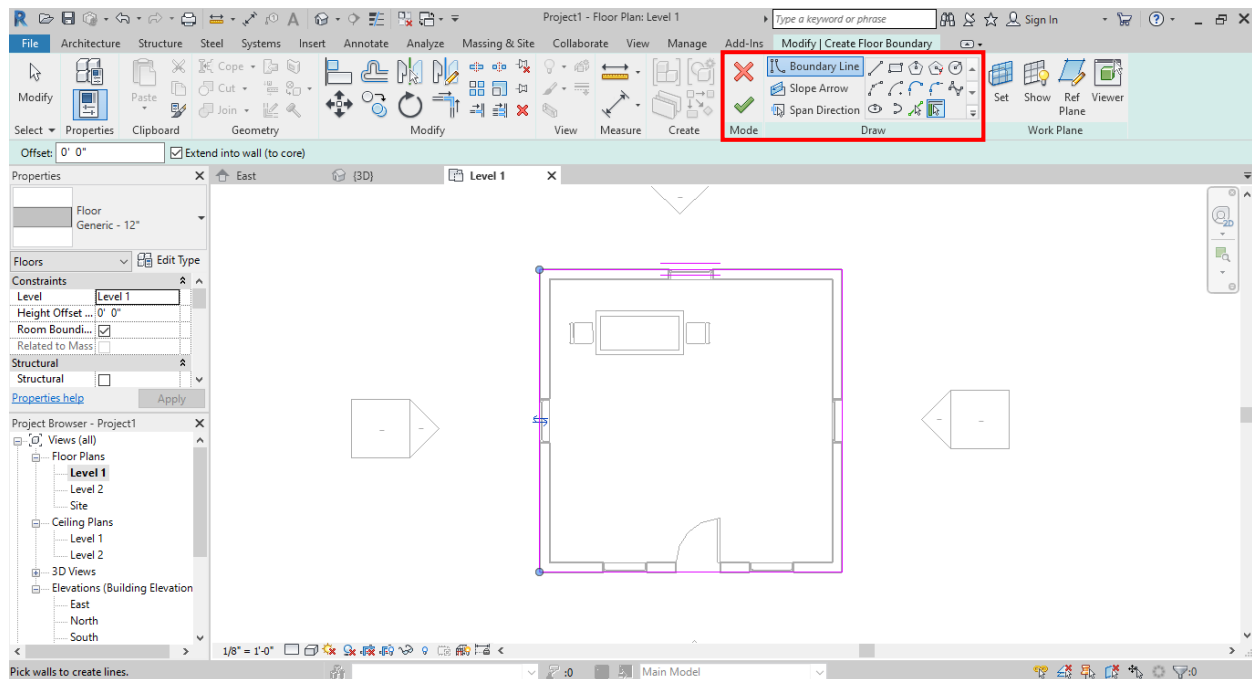 Project1 - Floor Plan: Level 1
Type a keyword or phrase
Sign In
File Architecture Structure Steel Systems Insert Annotate Analyze Massing & Site Collaborate View Manage Add-Ins Modify | Create Floor Boundary
Modify
Paste
Cope
Cut
Join
Boundary Line
Slope Arrow
Span Direction
Set Show Ref Plane Viewer
Select Properties Clipboard Geometry Modify View Measure Create Mode Draw Work Plane
Offset: 0' 0" Extend into wall (to core)
Properties
East {3D} Level 1
Floor
Generic - 12"
Floors Edit Type
Constraints
Level Level 1
Height Offset ... 0' 0"
Room Boundi...
Related to Mass
Structural
Structural
Properties help Apply
Project Browser - Project1
Views (all)
Floor Plans
Level 1
Level 2
Site
Ceiling Plans
Level 1
Level 2
3D Views
Elevations (Building Elevation
East
North
South
2D
1/8" = 1'-0"
Pick walls to create lines.
:0
Main Model
:0